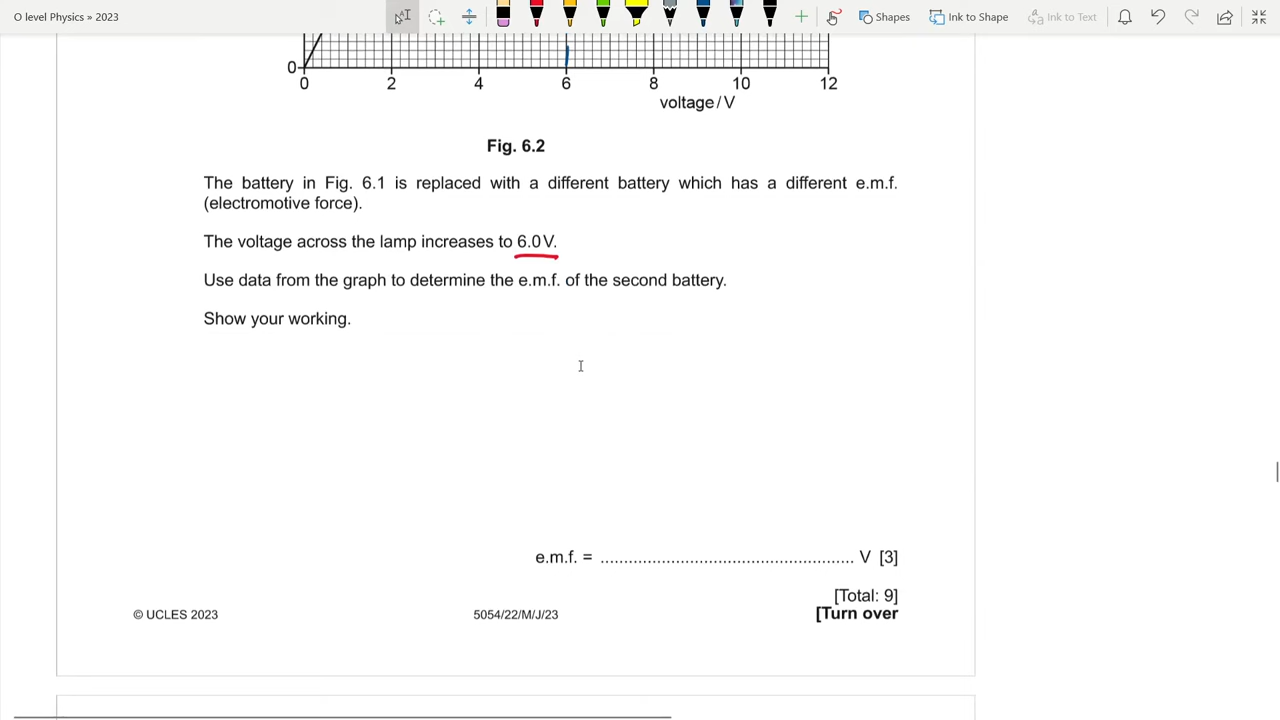 O level Physics » 2023
Shapes
Ink to Shape
Ink to Text
0
0 2 4 6 8 10 12
voltage / V
Fig. 6.2
The battery in Fig. 6.1 is replaced with a different battery which has a different e.m.f.
(electromotive force).
The voltage across the lamp increases to 6.0 V.
Use data from the graph to determine the e.m.f. of the second battery.
Show your working.
e.m.f. = ...................................................... V [3]
[Total: 9]
© UCLES 2023 5054/22/M/J/23 [Turn over